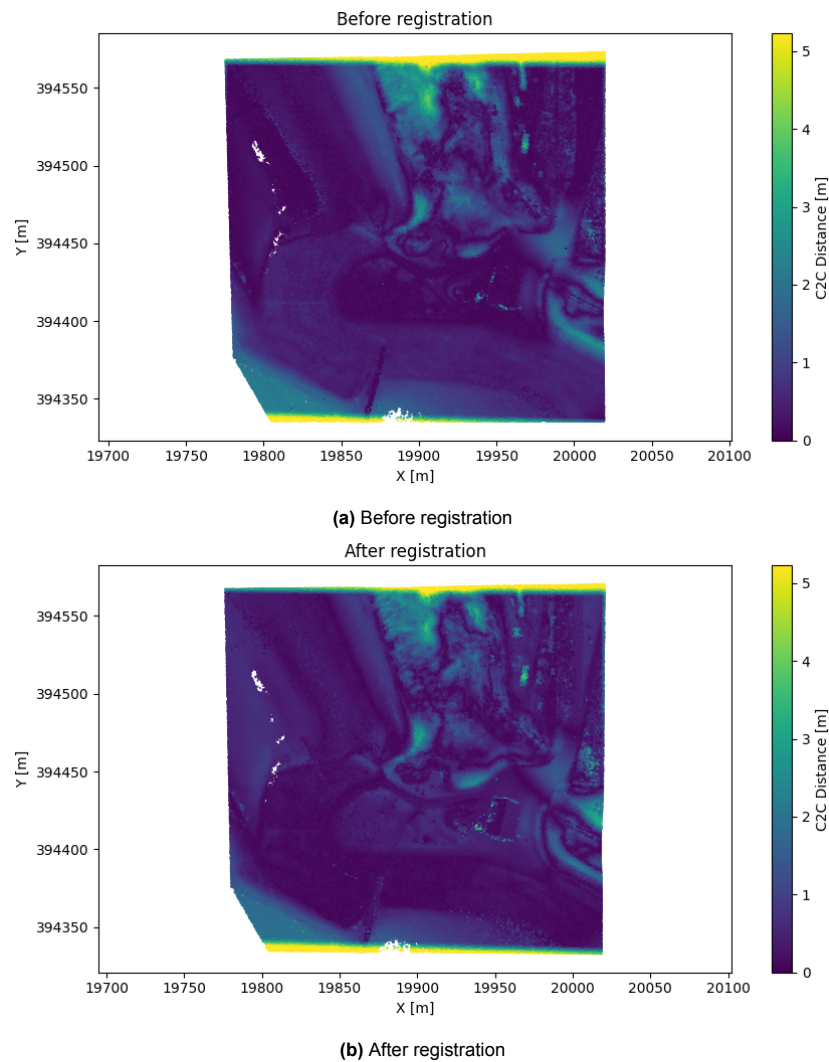 Before registration
394550
394500
394450
394400
394350
Y [m]
19700 19750 19800 19850 19900 19950 20000 20050 20100
X [m]
5
4
3
2
1
0
C2C Distance [m]
(a) Before registration
After registration
394550
394500
394450
394400
394350
Y [m]
19700 19750 19800 19850 19900 19950 20000 20050 20100
X [m]
5
4
3
2
1
0
C2C Distance [m]
(b) After registration